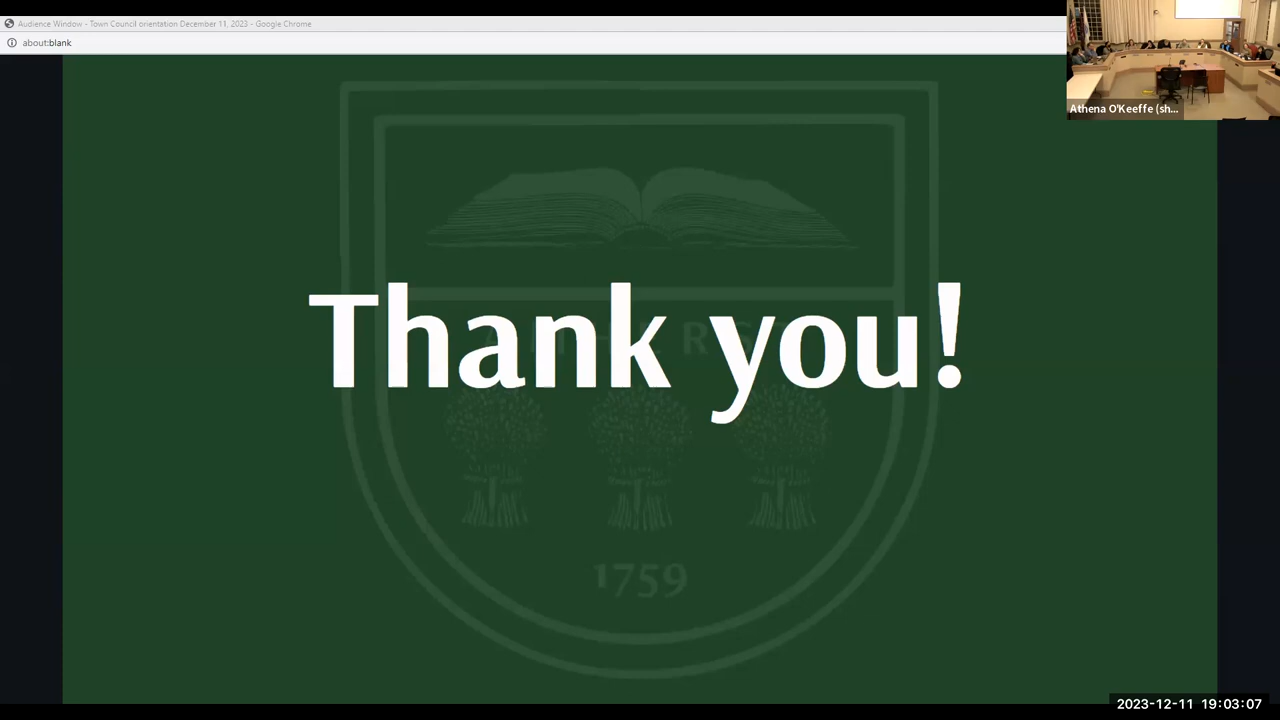 Audience Window - Town Council orientation December 11, 2023 - Google Chrome
about:blank
Athena O'Keeffe (sh...
AMHERST
Thank you!
1759
2023-12-11 19:03:07